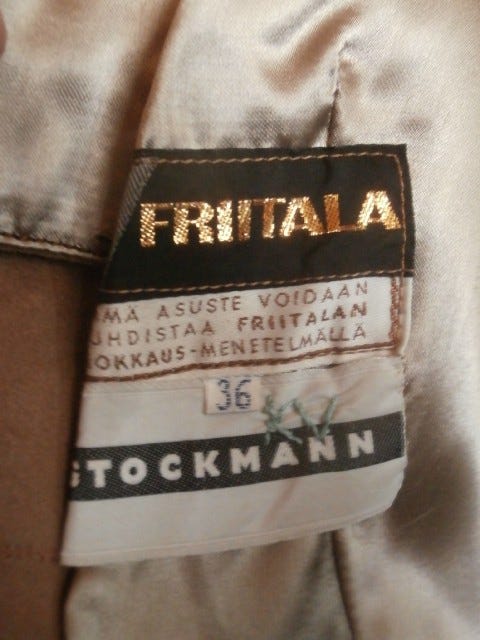 FRIITALA
MÄ ASUSTE VOIDAAN
UHDISTAA FRIITALAN
OKKAUS-MENETELMÄLLÄ
36
STOCKMANN